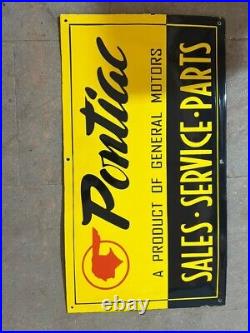 Pontiac
A PRODUCT OF GENERAL MOTORS
SALES·SERVICE·PARTS